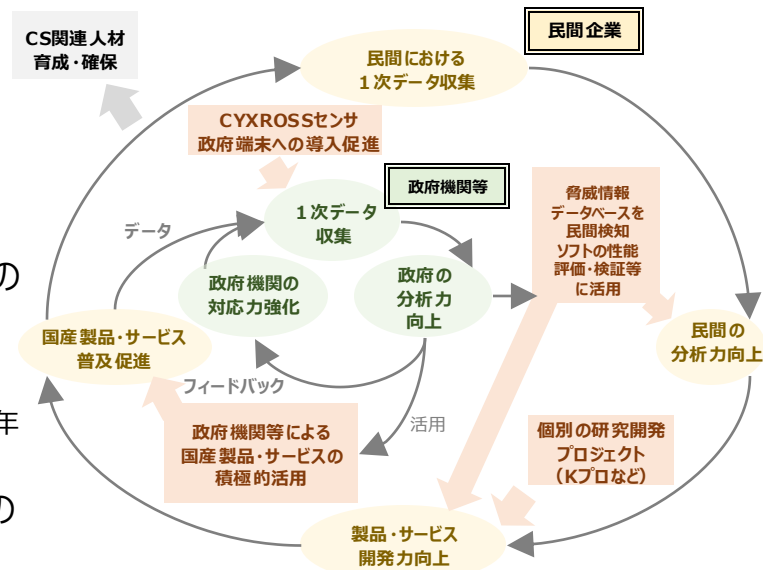 CS関連人材
育成・確保
民間企業
民間における
１次データ収集
CYXROSSセンサ
政府端末への導入促進
政府機関等
１次データ
収集
データ
脅威情報
データベースを
民間検知
ソフトの性能
評価・検証等
に活用
政府機関の
対応力強化
政府の
分析力
向上
の
国産製品・サービス
普及促進
民間の
分析力向上
フィードバック
活用
年
政府機関等による
国産製品・サービスの
積極的活用
個別の研究開発
プロジェクト
（Kプロなど）
の
製品・サービス
開発力向上